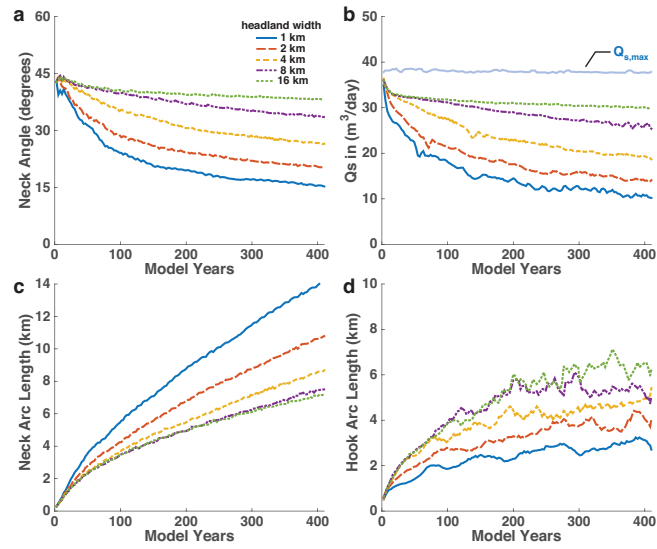 a
headland width
1 km
2 km
4 km
8 km
16 km
Neck Angle (degrees)
60
45
30
15
0
0
100
200
300
400
Model Years
b
Qs,max
Qs in (m³/day)
50
40
30
20
10
0
0
100
200
300
400
Model Years
c
Neck Arc Length (km)
14
12
10
8
6
4
2
0
0
100
200
300
400
Model Years
d
Hook Arc Length (km)
10
8
6
4
2
0
0
100
200
300
400
Model Years